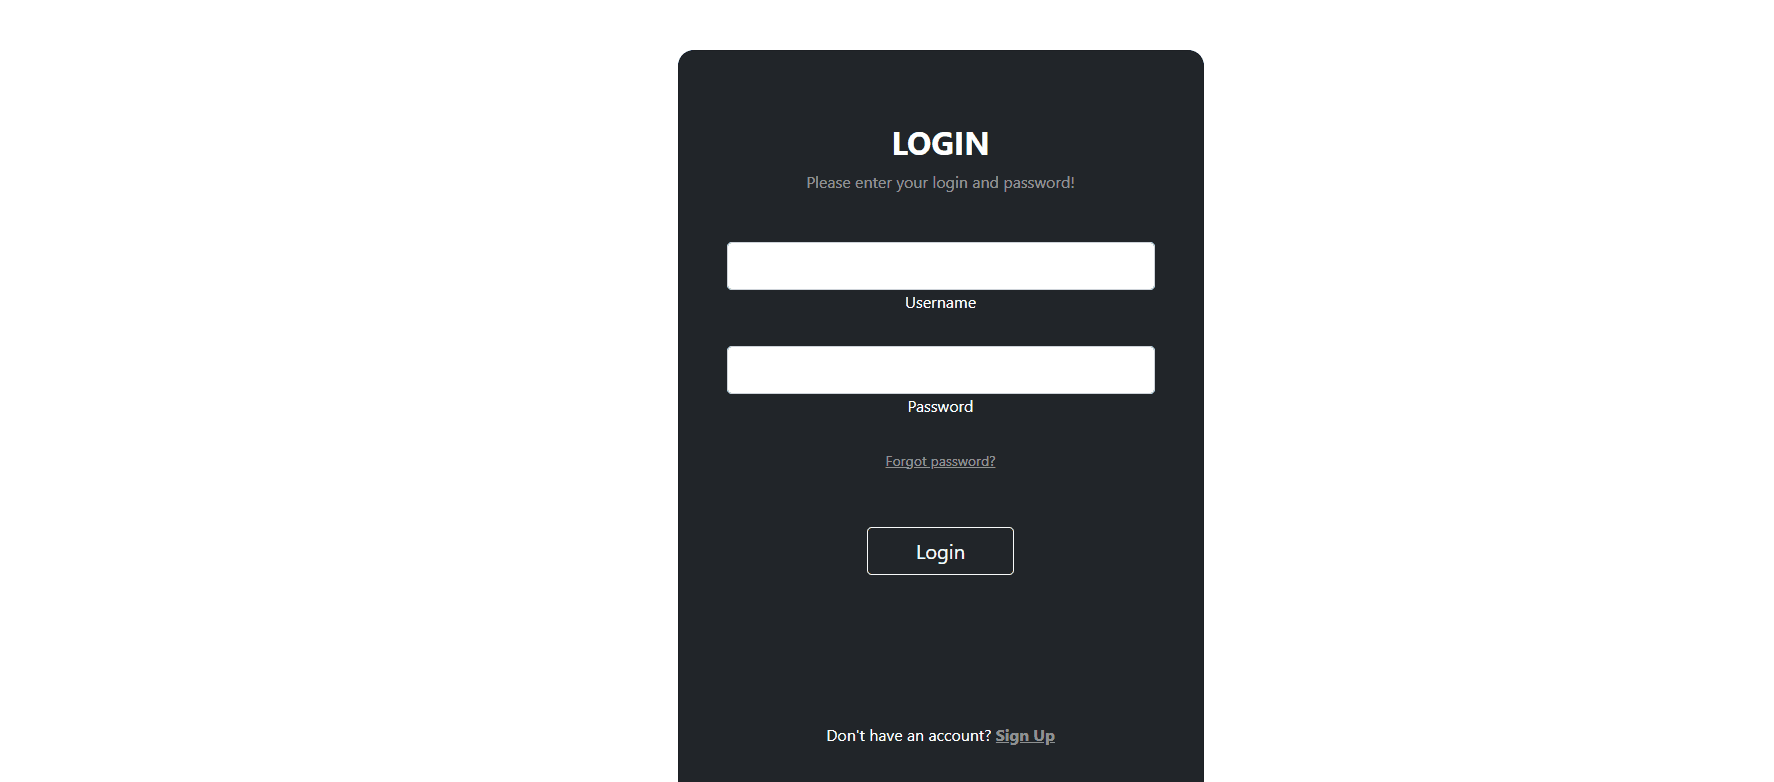 LOGIN
Please enter your login and password!
Username
Password
Forgot password?
Login
Don't have an account? Sign Up